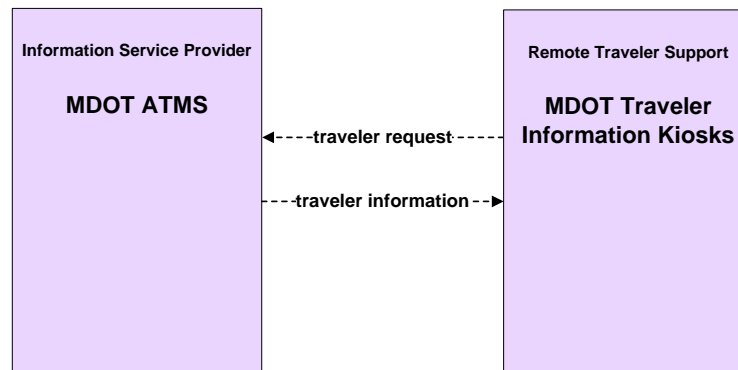 Information Service Provider
MDOT ATMS
Remote Traveler Support
MDOT Traveler
Information Kiosks
traveler request
traveler information